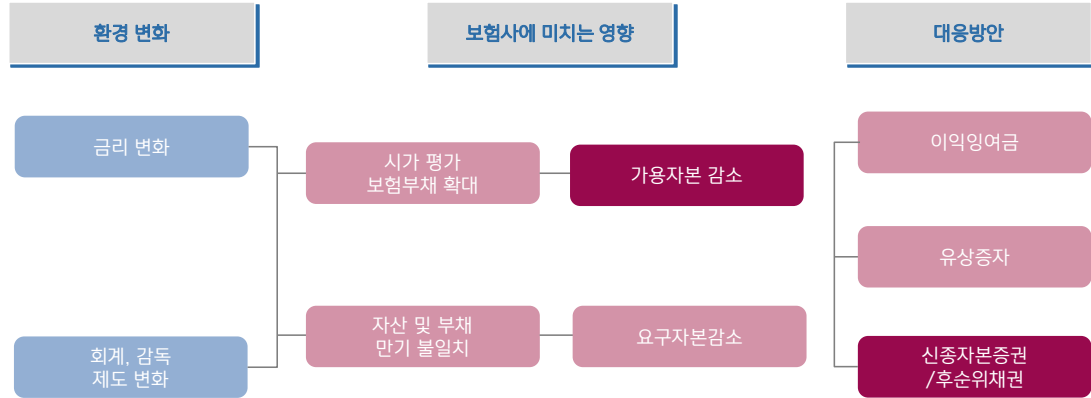 환경 변화
보험사에 미치는 영향
대응방안
금리 변화
시가 평가
보험부채 확대
가용자본 감소
이익잉여금
유상증자
회계, 감독
제도 변화
자산 및 부채
만기 불일치
요구자본감소
신종자본증권
/후순위채권